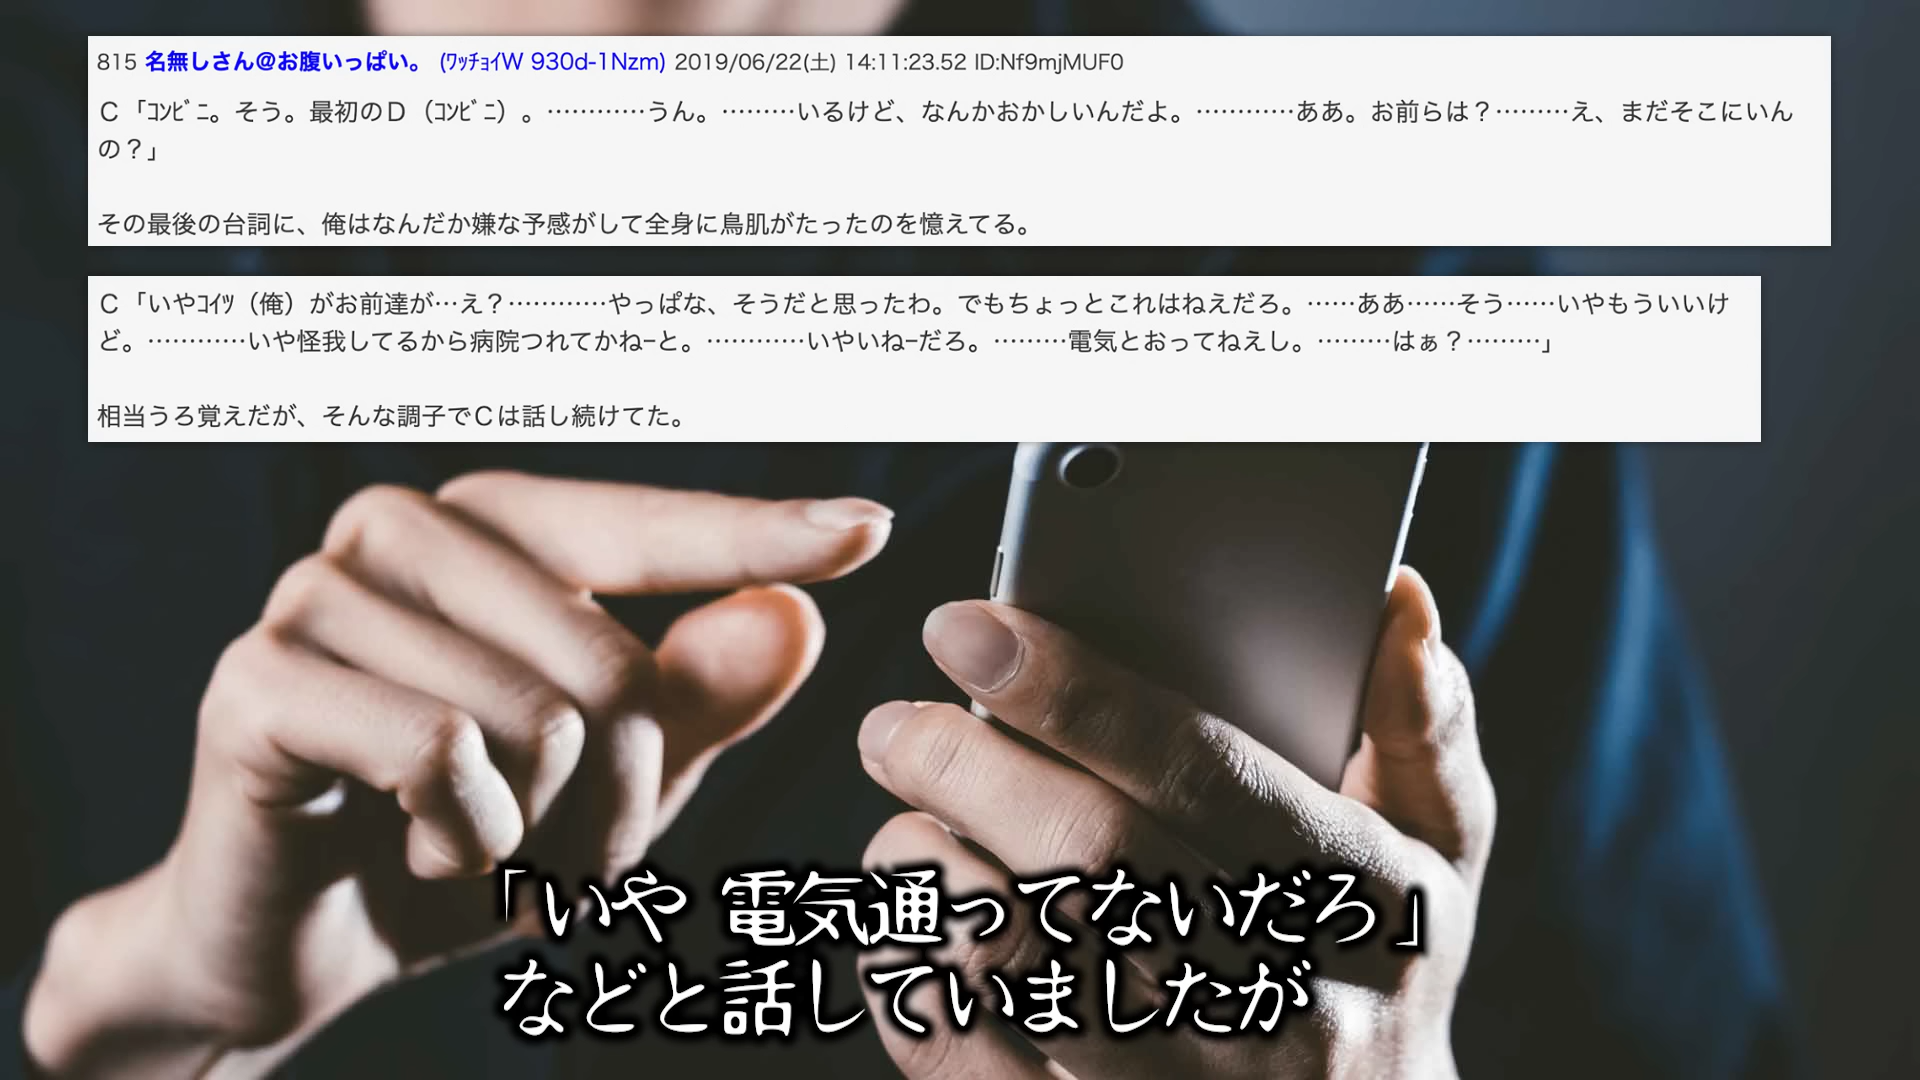 815 名無しさん＠お腹いっぱい。 (ﾜｯﾁｮｲW 930d-1Nzm) 2019/06/22(土) 14:11:23.52 ID:Nf9mjMUF0
Ｃ「ｺﾝﾋﾞﾆ。そう。最初のＤ（ｺﾝﾋﾞﾆ）。…………うん。………いるけど、なんかおかしいんだよ。…………ああ。お前らは？………え、まだそこにいん
の？」
その最後の台詞に、俺はなんだか嫌な予感がして全身に鳥肌がたったのを憶えてる。
Ｃ「いやｺｲﾂ（俺）がお前達が…え？…………やっぱな、そうだと思ったわ。でもちょっとこれはねえだろ。……ああ……そう……いやもういいけ
ど。…………いや怪我してるから病院つれてかねｰと。…………いやいねｰだろ。………電気とおってねえし。………はぁ？………」
相当うろ覚えだが、そんな調子でＣは話し続けてた。
「いや 電気通ってないだろ」
などと話していましたが